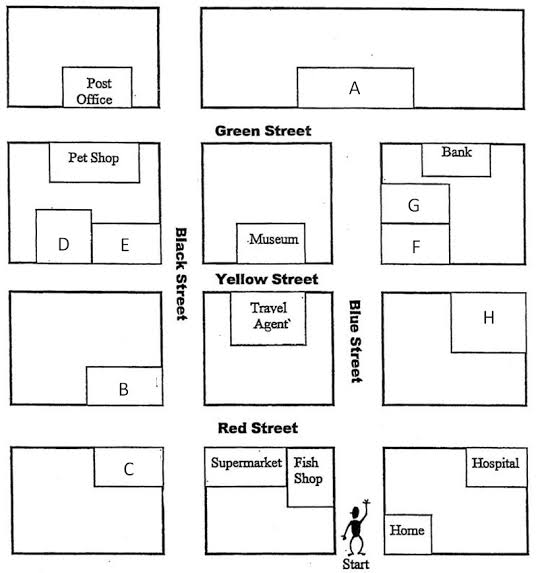 Post
Office
A
Green Street
Pet Shop
Bank
G
D
E
Museum
F
Black Street
Yellow Street
Travel
Agent
Blue Street
H
B
Red Street
C
Supermarket
Fish
Shop
Hospital
Home
Start